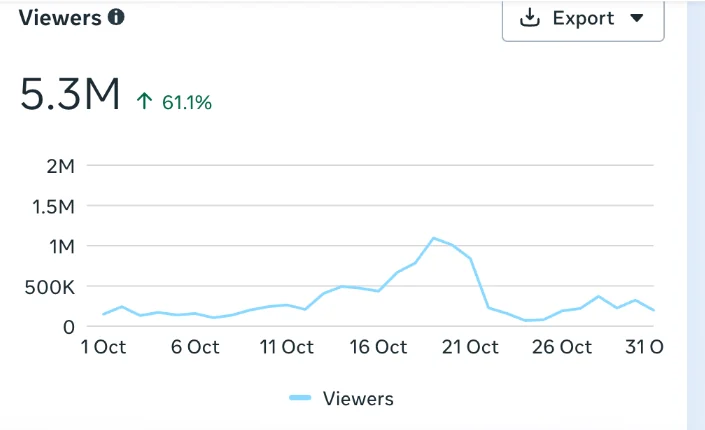 Viewers
Export
5.3M ↑ 61.1%
2M
1.5M
1M
500K
0
1 Oct 6 Oct 11 Oct 16 Oct 21 Oct 26 Oct 31 O
Viewers